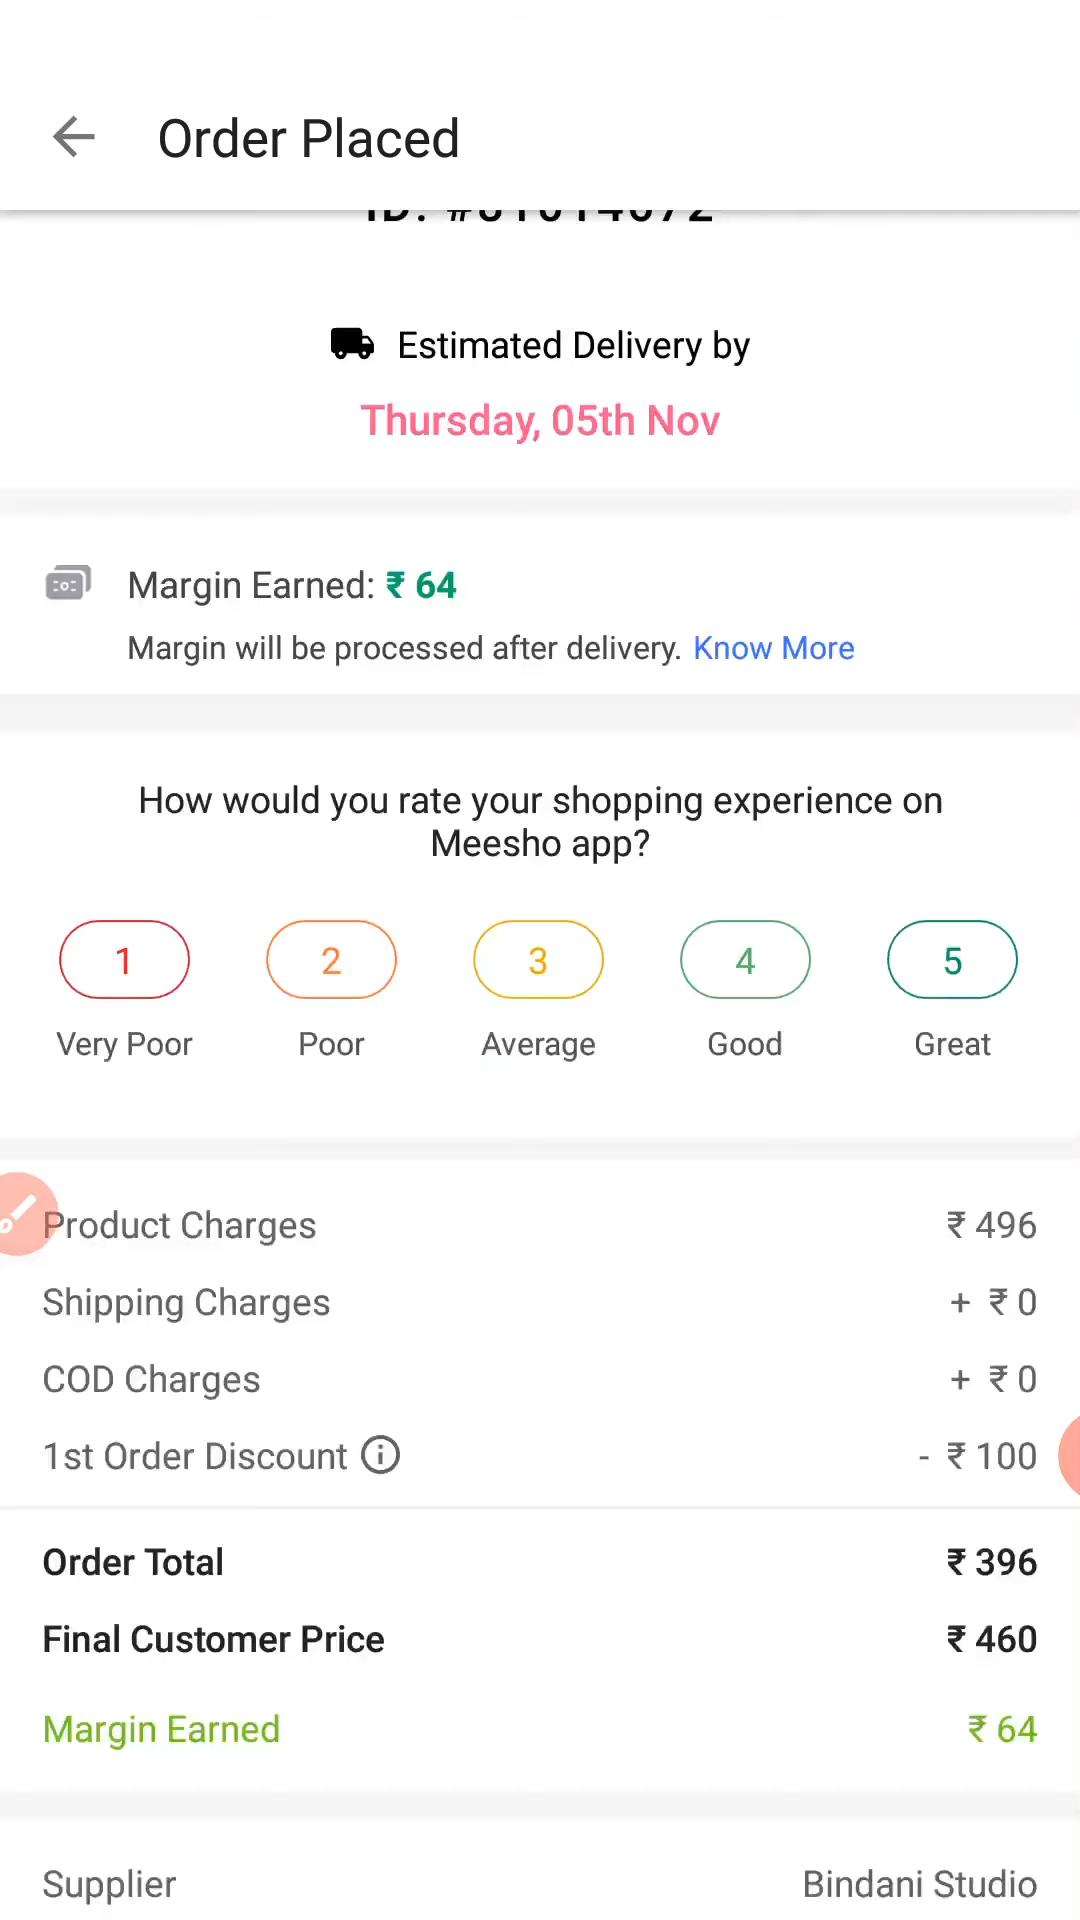 Order Placed
Estimated Delivery by
Thursday, 05th Nov
Margin Earned: ₹ 64
Margin will be processed after delivery. Know More
How would you rate your shopping experience on
Meesho app?
1 2 3 4 5
Very Poor Poor Average Good Great
Product Charges ₹ 496
Shipping Charges + ₹ 0
COD Charges + ₹ 0
1st Order Discount - ₹ 100
Order Total ₹ 396
Final Customer Price ₹ 460
Margin Earned ₹ 64
Supplier Bindani Studio